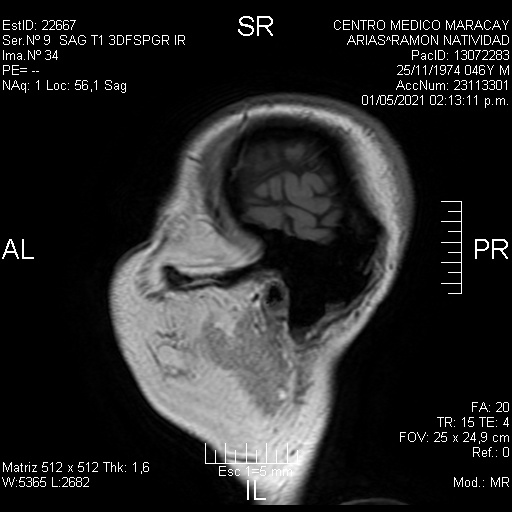 EstID: 22667
Ser.Nº 9 SAG T1 3DFSPGR IR
Ima.Nº 34
PE= --
NAq: 1 Loc: 56,1 Sag
SR
CENTRO MEDICO MARACAY
ARIAS^RAMON NATIVIDAD
PacID: 13072283
25/11/1974 046Y M
AccNum: 23113301
01/05/2021 02:13:11 p.m.
AL
PR
Matriz 512 x 512 Thk: 1,6
W:5365 L:2682
Esc 1=5 mm
IL
FA: 20
TR: 15 TE: 4
FOV: 25 x 24,9 cm
Ref.: 0
Mod.: MR